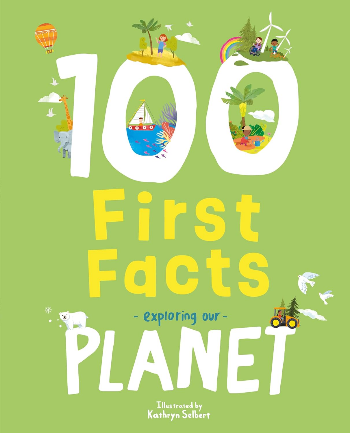 100
First
Facts
- exploring our -
PLANET
Illustrated by
Kathryn Selbert